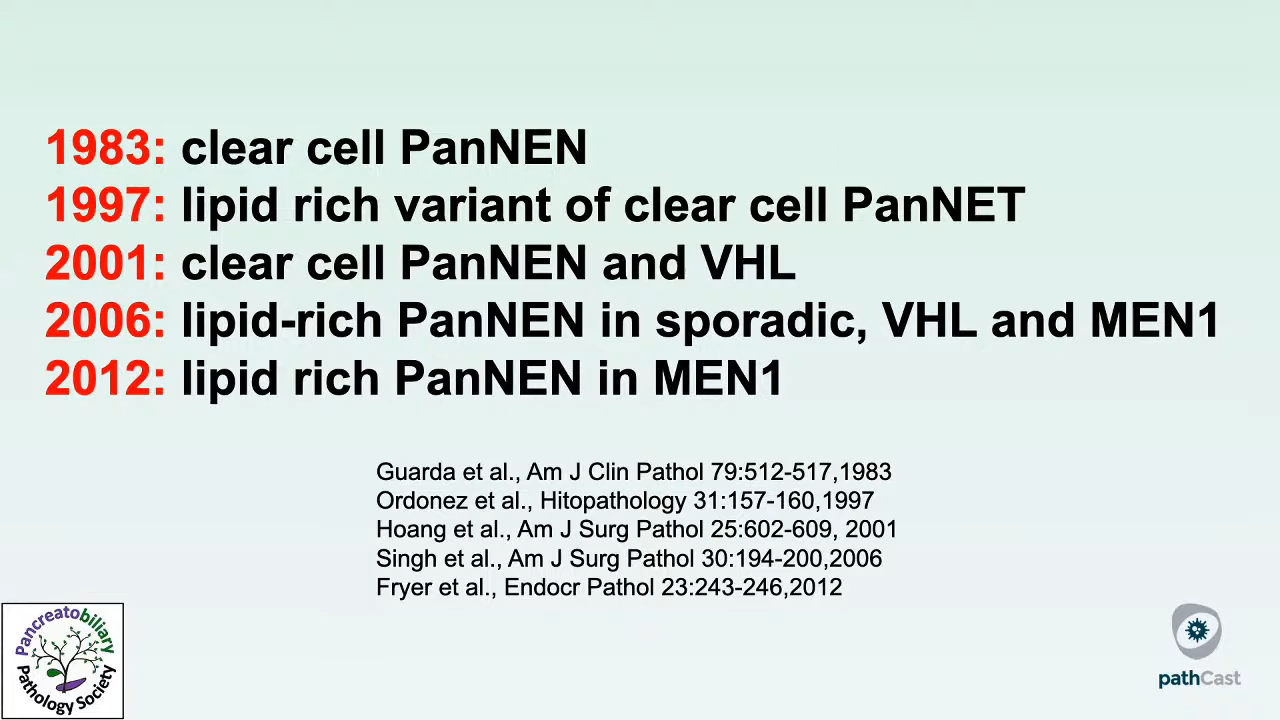 1983: clear cell PanNEN
1997: lipid rich variant of clear cell PanNET
2001: clear cell PanNEN and VHL
2006: lipid-rich PanNEN in sporadic, VHL and MEN1
2012: lipid rich PanNEN in MEN1
Guarda et al., Am J Clin Pathol 79:512-517,1983
Ordonez et al., Hitopathology 31:157-160,1997
Hoang et al., Am J Surg Pathol 25:602-609, 2001
Singh et al., Am J Surg Pathol 30:194-200,2006
Fryer et al., Endocr Pathol 23:243-246,2012
Pancreatobiliary
Pathology Society
pathCast